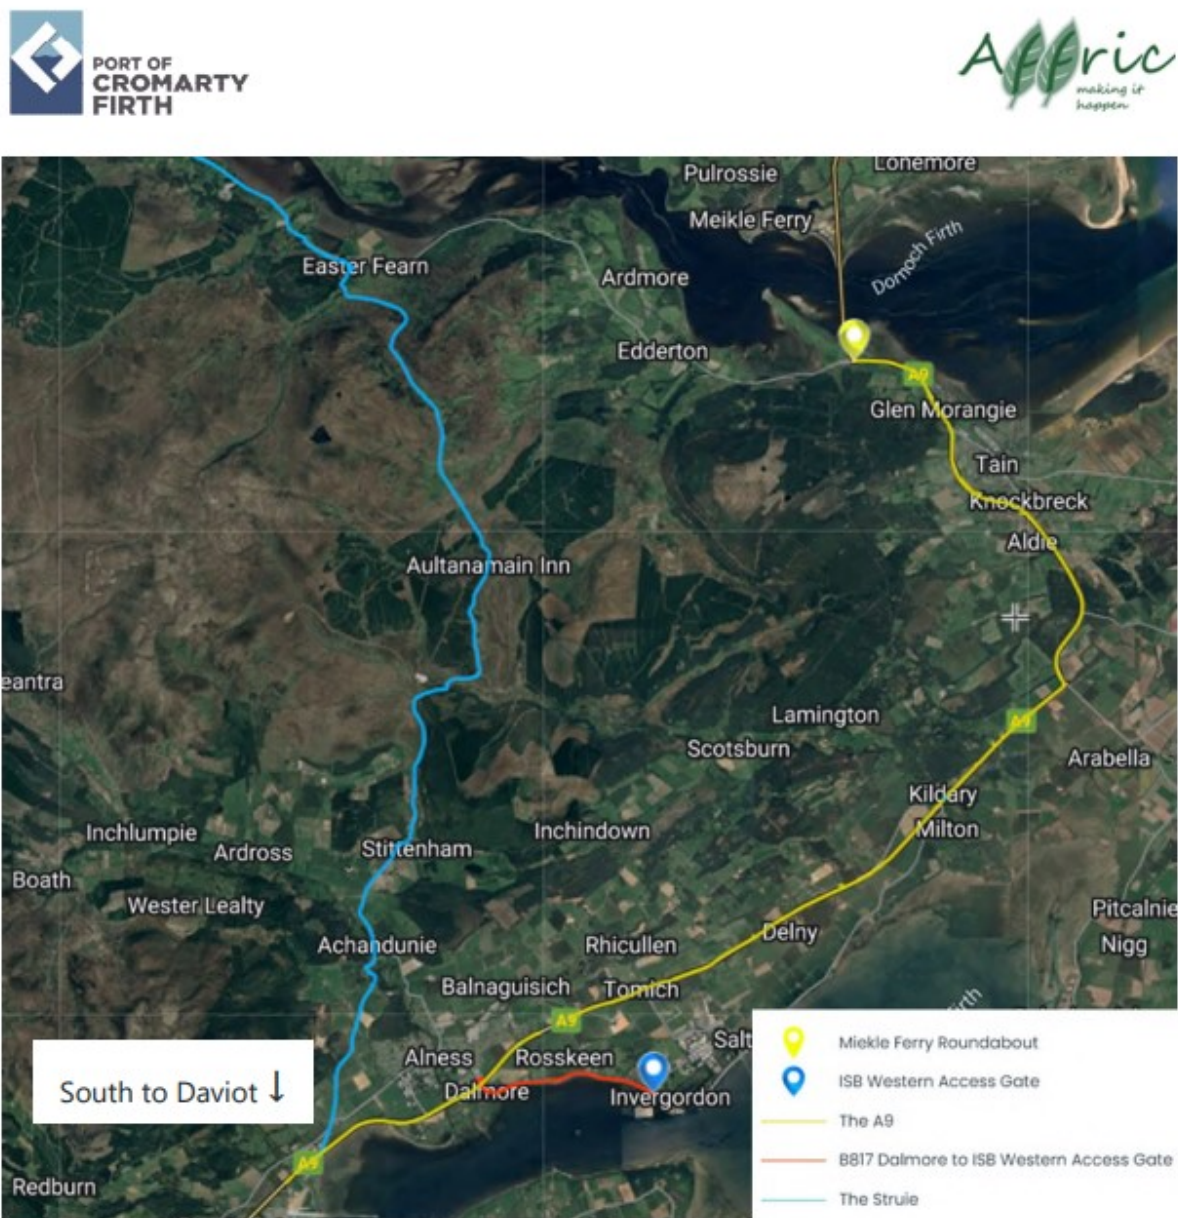 PORT OF
CROMARTY
FIRTH
Affric
making it
happen
Pulrossie
Lonemore
Meikle Ferry
Dornoch Firth
Easter Fearn
Ardmore
Edderton
A9
Glen Morangie
Tain
Knockbreck
Aldie
Aultanamain Inn
eantra
Lamington
A9
Scotsburn
Arabella
Kildary
Milton
Inchlumpie
Inchindown
Ardross
Stittenham
Boath
Wester Lealty
Pitcalnie
Delny
Achandunie
Rhicullen
Nigg
Balnaguisich
Tomich
irth
A9
Salt
Alness
Rosskeen
Dalmore
Invergordon
South to Daviot ↓
A9
Redburn
Miekle Ferry Roundabout
ISB Western Access Gate
The A9
B817 Dalmore to ISB Western Access Gate
The Struie